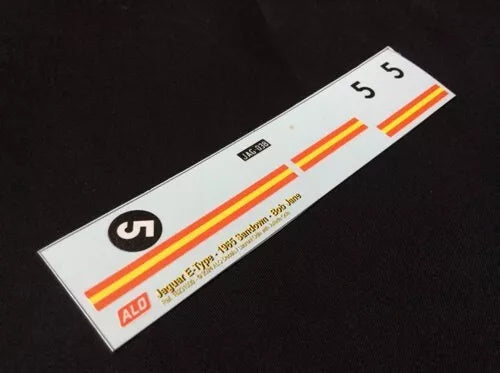 5
5
JAG-038
5
ALO
Jaguar E-Type - 1965 Sandown - Bob Jane